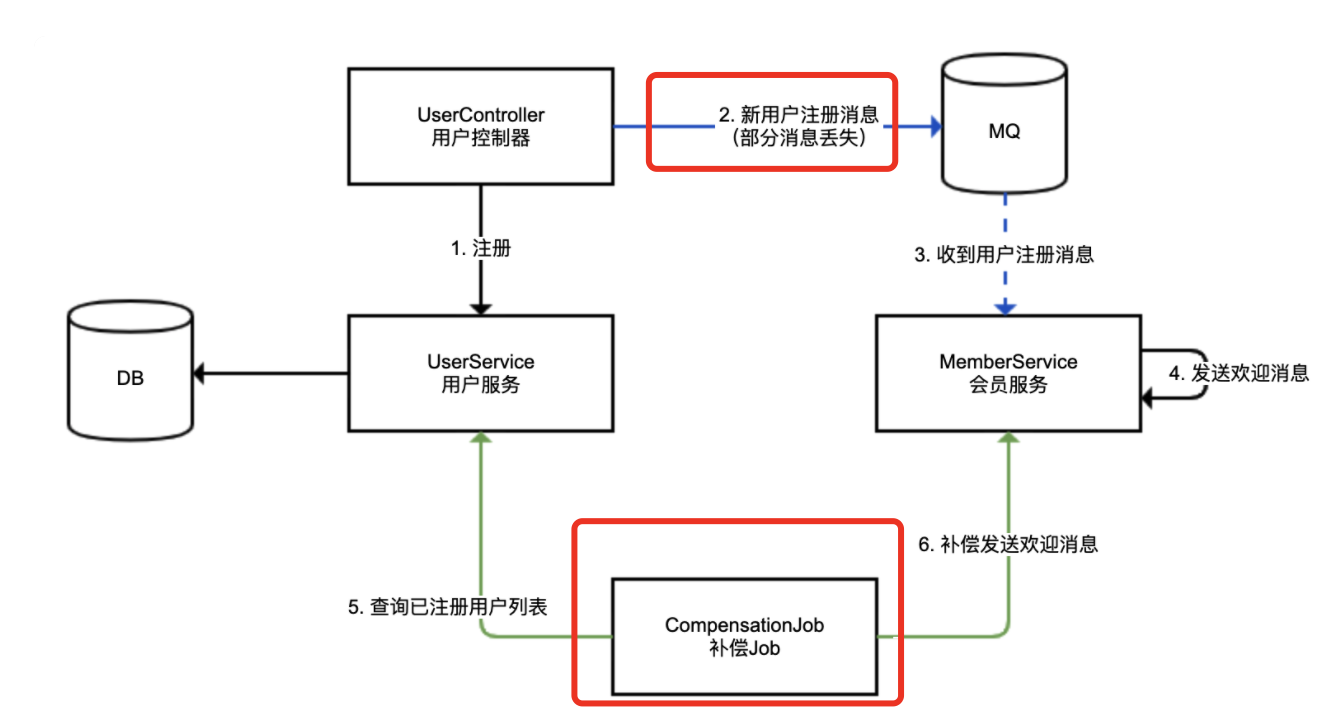 UserController
用户控制器
2. 新用户注册消息
（部分消息丢失）
MQ
1. 注册
3. 收到用户注册消息
DB
UserService
用户服务
MemberService
会员服务
4. 发送欢迎消息
6. 补偿发送欢迎消息
5. 查询已注册用户列表
CompensationJob
补偿Job